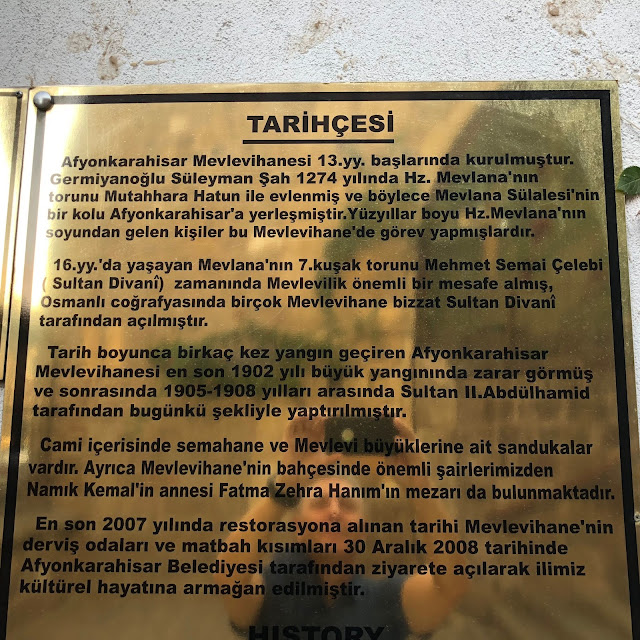 TARİHÇESİ
Afyonkarahisar Mevlevihanesi 13.yy. başlarında kurulmuştur.
Germiyanoğlu Süleyman Şah 1274 yılında Hz. Mevlana'nın
torunu Mutahhara Hatun ile evlenmiş ve böylece Mevlana Sülalesi'nin
bir kolu Afyonkarahisar'a yerleşmiştir.Yüzyıllar boyu Hz.Mevlana'nın
soyundan gelen kişiler bu Mevlevihane'de görev yapmışlardır.
16.yy.'da yaşayan Mevlana'nın 7.kuşak torunu Mehmet Semai Çelebi
( Sultan Divanî) zamanında Mevlevilik önemli bir mesafe almış,
Osmanlı coğrafyasında birçok Mevlevihane bizzat Sultan Divanî
tarafından açılmıştır.
Tarih boyunca birkaç kez yangın geçiren Afyonkarahisar
Mevlevihanesi en son 1902 yılı büyük yangınında zarar görmüş
ve sonrasında 1905-1908 yılları arasında Sultan II.Abdülhamid
tarafından bugünkü şekliyle yaptırılmıştır.
Cami içerisinde semahane ve Mevlevi büyüklerine ait sandukalar
vardır. Ayrıca Mevlevihane'nin bahçesinde önemli şairlerimizden
Namık Kemal'in annesi Fatma Zehra Hanım'ın mezarı da bulunmaktadır.
En son 2007 yılında restorasyona alınan tarihi Mevlevihane'nin
derviş odaları ve matbah kısımları 30 Aralık 2008 tarihinde
Afyonkarahisar Belediyesi tarafından ziyarete açılarak ilimiz
kültürel hayatına armağan edilmiştir.
HISTORY